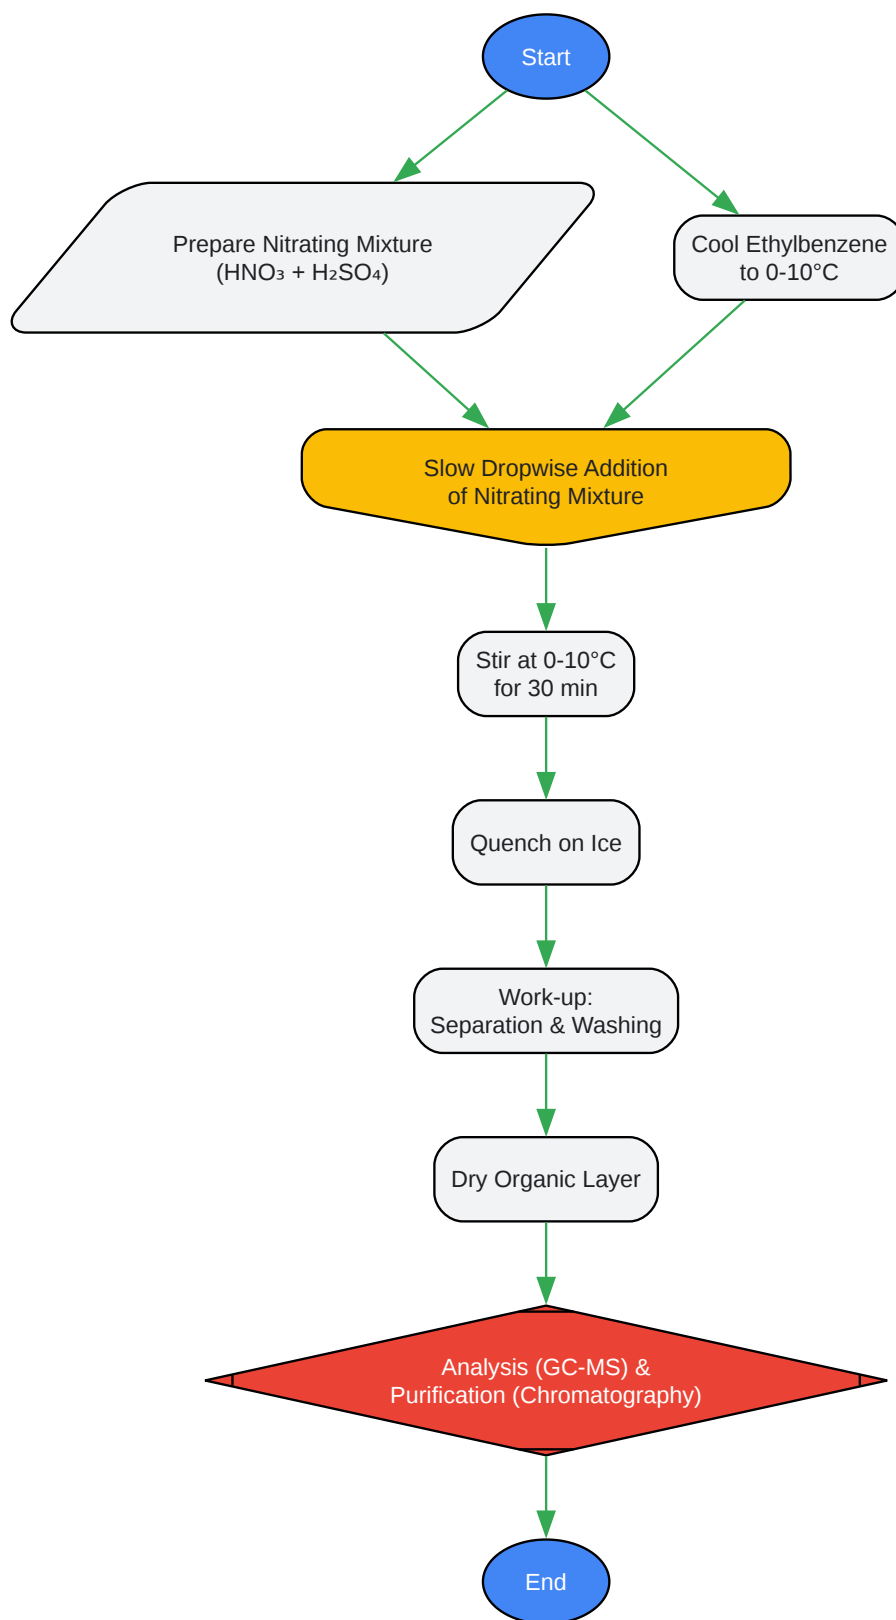 Start
Prepare Nitrating Mixture
(HNO₃ + H₂SO₄)
Cool Ethylbenzene
to 0-10°C
Slow Dropwise Addition
of Nitrating Mixture
Stir at 0-10°C
for 30 min
Quench on Ice
Work-up:
Separation & Washing
Dry Organic Layer
Analysis (GC-MS) &
Purification (Chromatography)
End